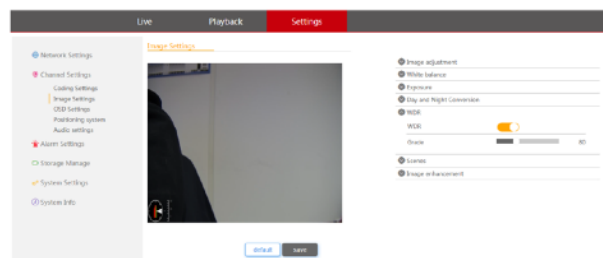 Live Playback Settings
Image Settings
Network Settings
Channel Settings
Coding Settings
Image Settings
OSD Settings
Positioning system
Audio settings
Alarm Settings
Storage Manage
System Settings
System Info
Image adjustment
White balance
Exposure
Day and Night Conversion
WDR
WDR
Grade 80
Scenes
Image enhancement
default save